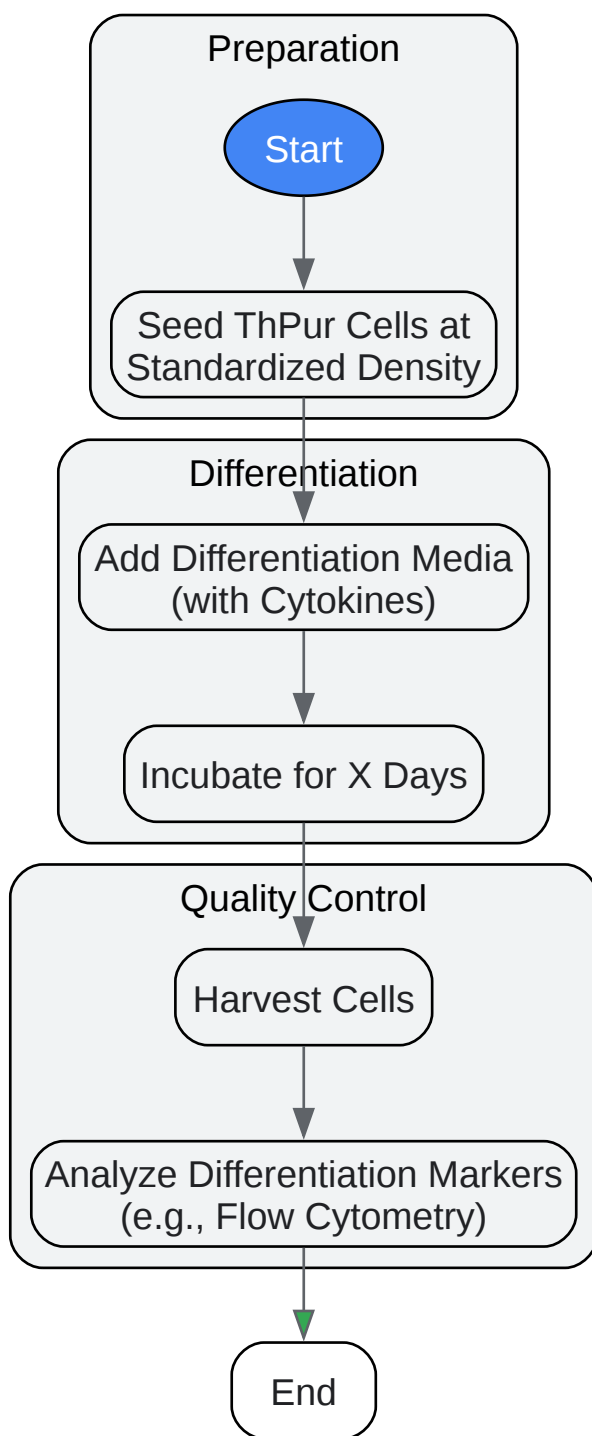 Preparation
Start
Seed ThPur Cells at
Standardized Density
Differentiation
Add Differentiation Media
(with Cytokines)
Incubate for X Days
Quality Control
Harvest Cells
Analyze Differentiation Markers
(e.g., Flow Cytometry)
End